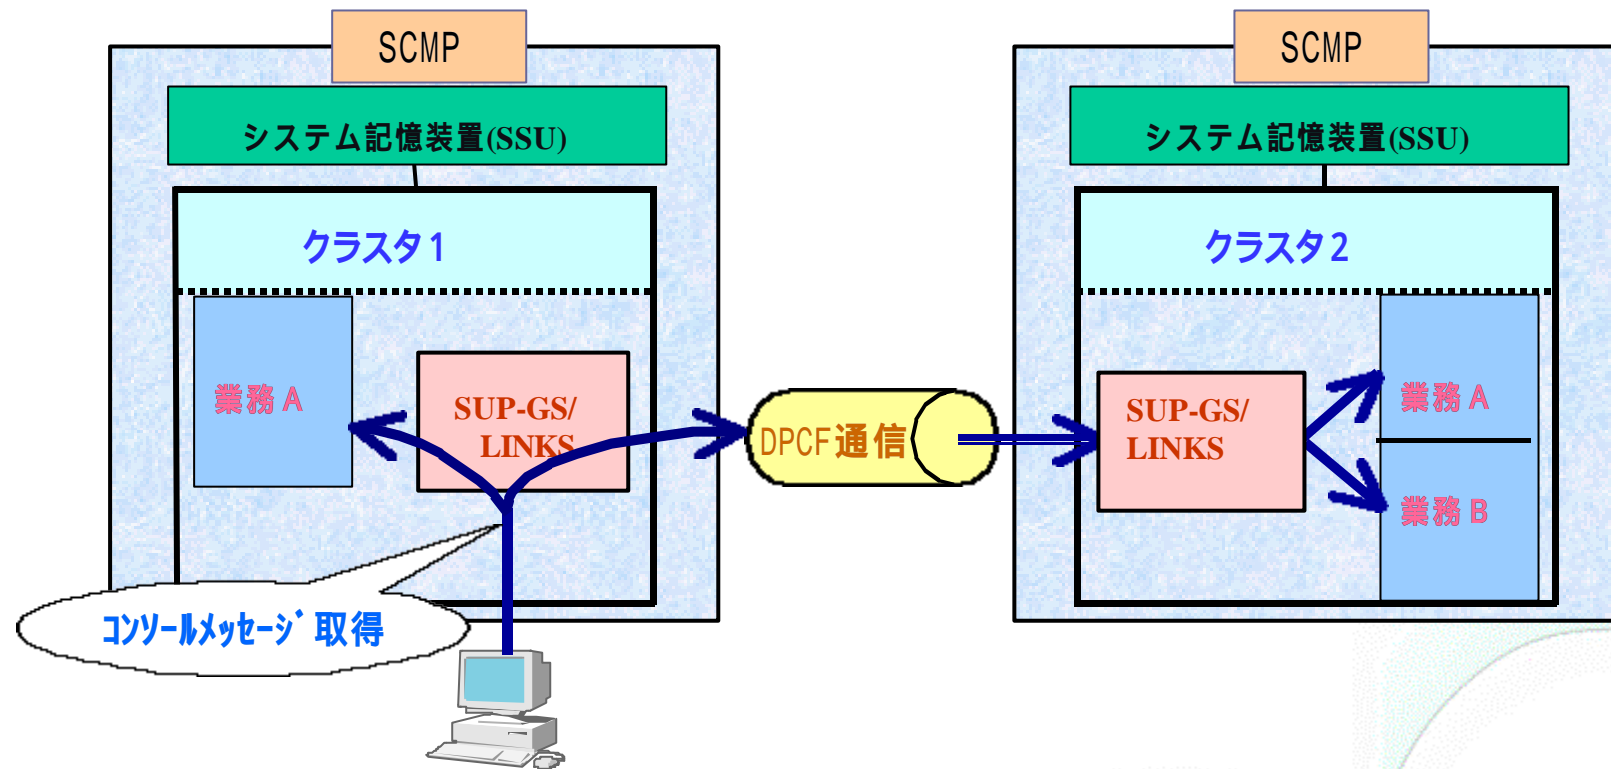 SCMP
システム記憶装置(SSU)
クラスタ1
業務A
SUP-GS/
LINKS
コンソールメッセージ取得
DPCF通信
SCMP
システム記憶装置(SSU)
クラスタ2
SUP-GS/
LINKS
業務A
業務B